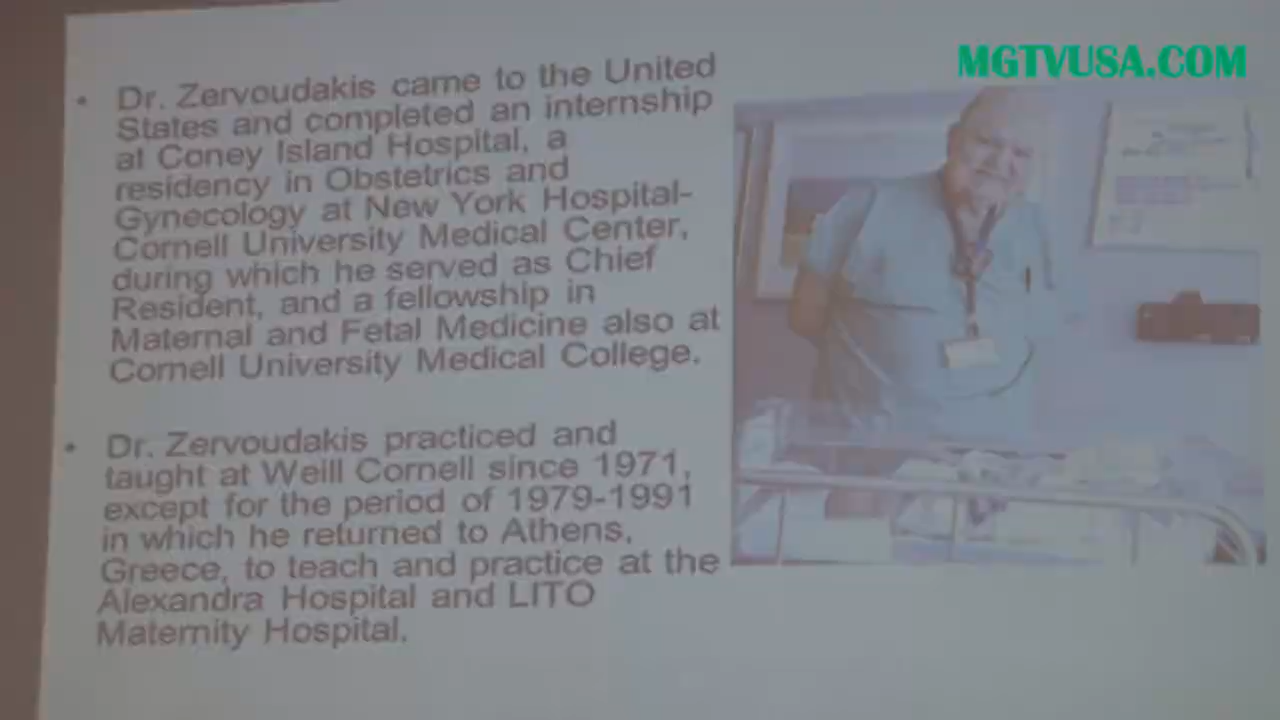 MGTVUSA.COM
• Dr. Zervoudakis came to the United
States and completed an internship
at Coney Island Hospital, a
residency in Obstetrics and
Gynecology at New York Hospital-
Cornell University Medical Center,
during which he served as Chief
Resident, and a fellowship in
Maternal and Fetal Medicine also at
Cornell University Medical College.
• Dr. Zervoudakis practiced and
taught at Weill Cornell since 1971,
except for the period of 1979-1991
in which he returned to Athens,
Greece, to teach and practice at the
Alexandra Hospital and LITO
Maternity Hospital.